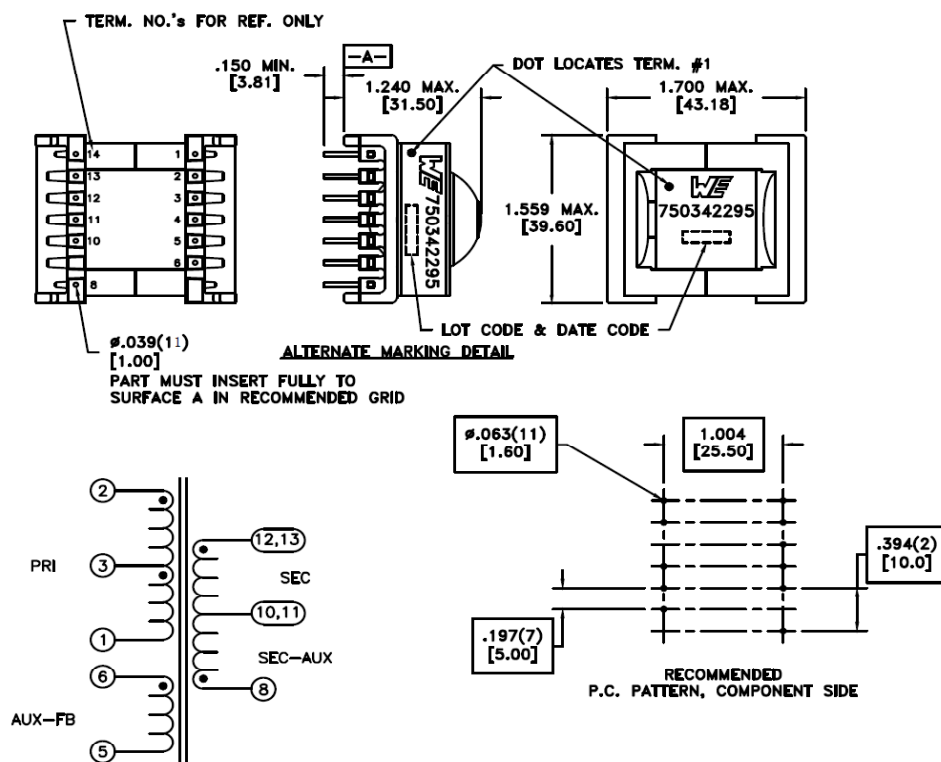 TERM. NO.'s FOR REF. ONLY
.150 MIN.
[3.81]
-A-
1.240 MAX.
[31.50]
DOT LOCATES TERM. #1
1.700 MAX.
[43.18]
14
13
12
11
10
8
1
2
3
4
5
6
WE
750342295
1.559 MAX.
[39.60]
WE
750342295
LOT CODE & DATE CODE
ø.039(11)
[1.00]
PART MUST INSERT FULLY TO
SURFACE A IN RECOMMENDED GRID
ALTERNATE MARKING DETAIL
2
PRI
3
1
6
AUX-FB
5
12,13
SEC
10,11
SEC-AUX
8
ø.063(11)
[1.60]
1.004
[25.50]
.394(2)
[10.0]
.197(7)
[5.00]
RECOMMENDED
P.C. PATTERN, COMPONENT SIDE